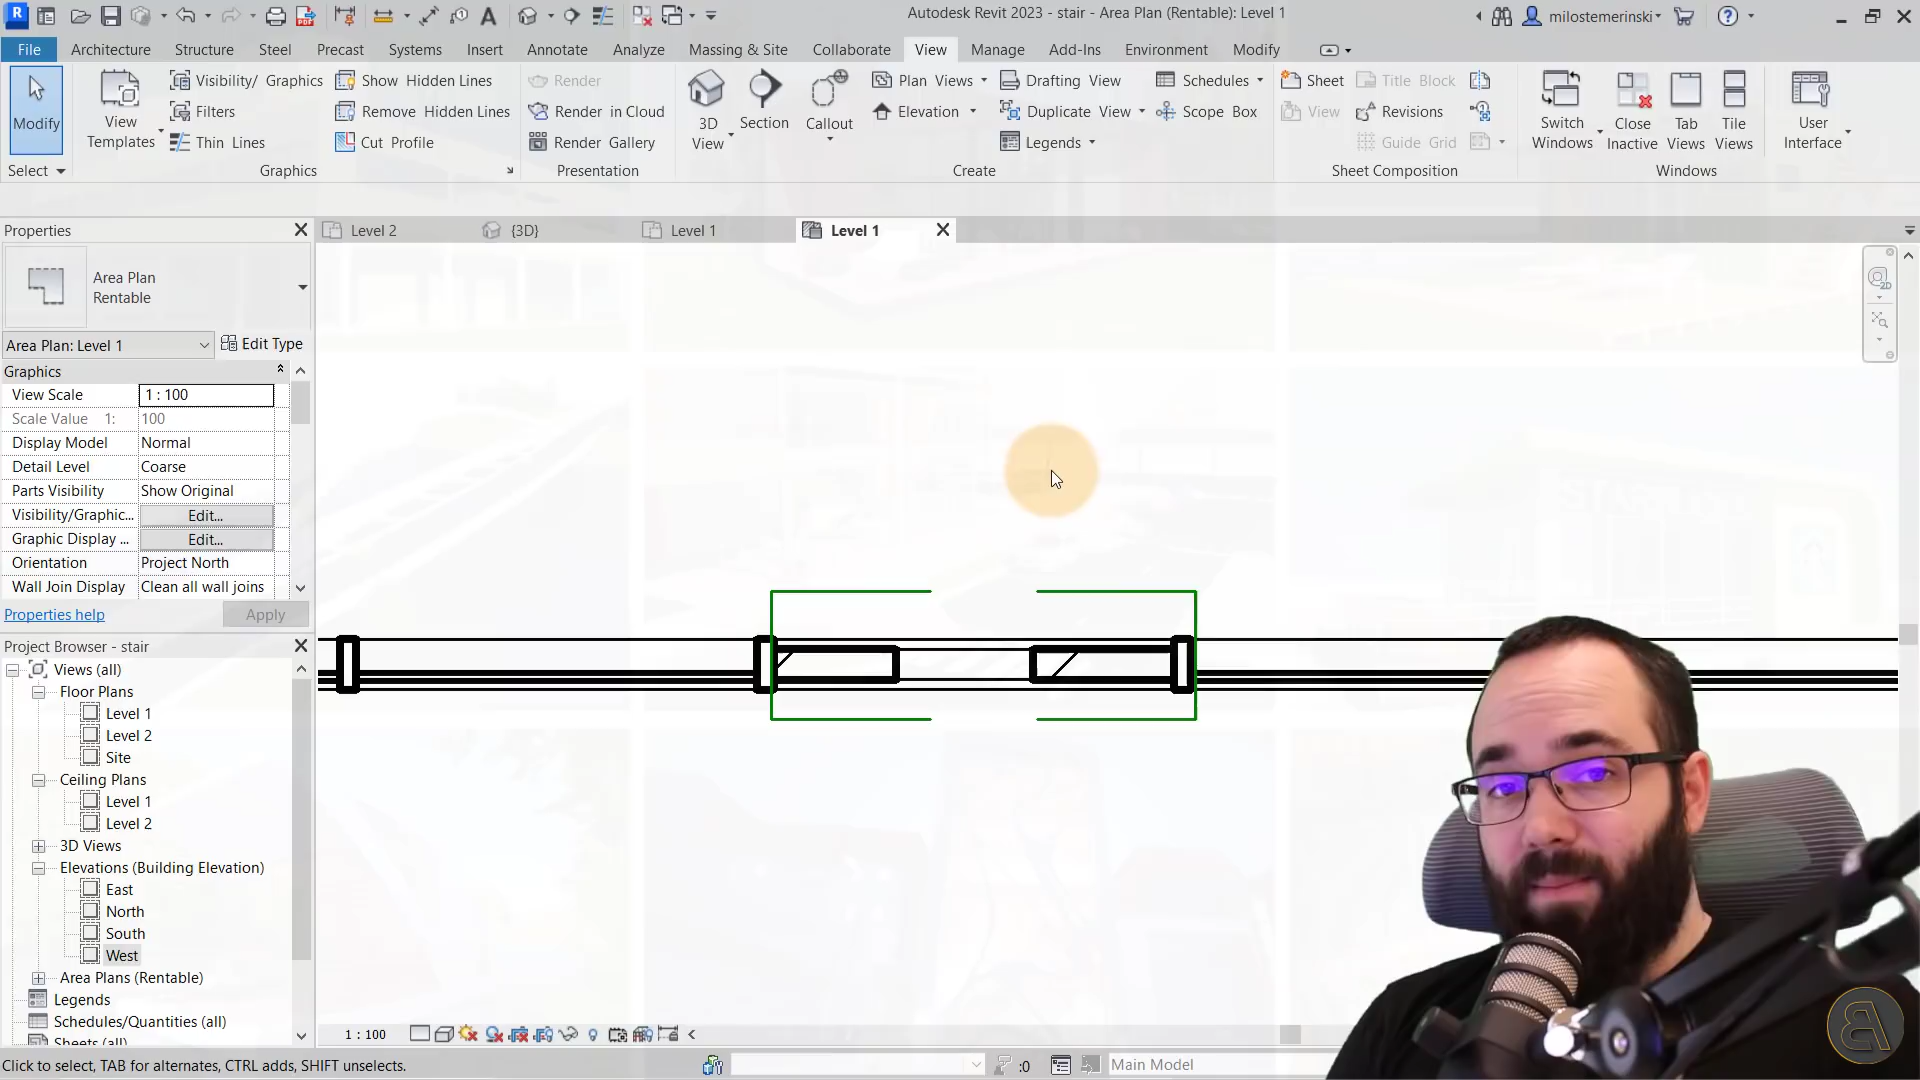 Autodesk Revit 2023 - stair - Area Plan (Rentable): Level 1
milostemerinski
File
Architecture
Structure
Steel
Precast
Systems
Insert
Annotate
Analyze
Massing & Site
Collaborate
View
Manage
Add-Ins
Environment
Modify
Modify
View
Templates
Visibility/ Graphics
Filters
Thin Lines
Show Hidden Lines
Remove Hidden Lines
Cut Profile
Render
Render in Cloud
Render Gallery
3D
View
Section
Callout
Plan Views
Elevation
Drafting View
Duplicate View
Legends
Schedules
Scope Box
Sheet
View
Title Block
Revisions
Guide Grid
Switch
Windows
Close
Inactive
Tab
Views
Tile
Views
User
Interface
Select
Graphics
Presentation
Create
Sheet Composition
Windows
Properties
Level 2
{3D}
Level 1
Level 1
Area Plan
Rentable
Area Plan: Level 1
Edit Type
Graphics
View Scale 1 : 100
Scale Value 1: 100
Display Model Normal
Detail Level Coarse
Parts Visibility Show Original
Visibility/Graphic... Edit...
Graphic Display ... Edit...
Orientation Project North
Wall Join Display Clean all wall joins
Properties help
Apply
Project Browser - stair
Views (all)
Floor Plans
Level 1
Level 2
Site
Ceiling Plans
Level 1
Level 2
3D Views
Elevations (Building Elevation)
East
North
South
West
Area Plans (Rentable)
Legends
Schedules/Quantities (all)
Sheets (all)
1 : 100
Click to select, TAB for alternates, CTRL adds, SHIFT unselects.
:0
Main Model